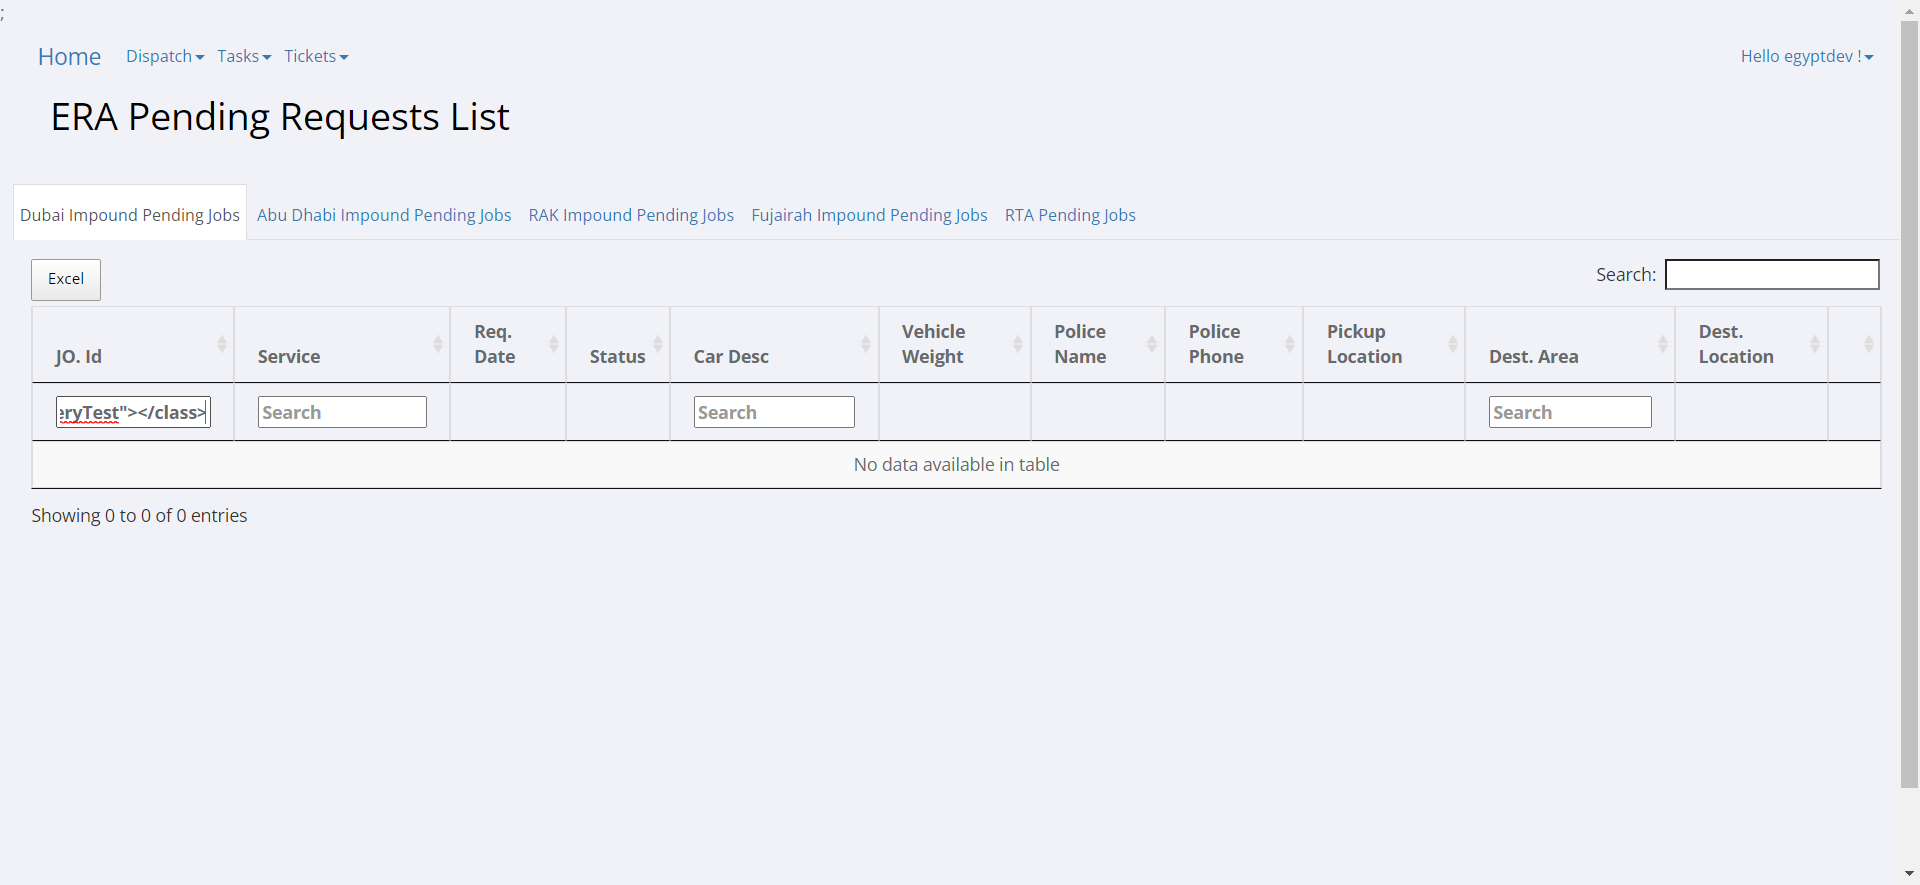 ;
Home Dispatch Tasks Tickets Hello egyptdev !
ERA Pending Requests List
Dubai Impound Pending Jobs Abu Dhabi Impound Pending Jobs RAK Impound Pending Jobs Fujairah Impound Pending Jobs RTA Pending Jobs
Excel Search:
JO. Id Service Req. Date Status Car Desc Vehicle Weight Police Name Police Phone Pickup Location Dest. Area Dest. Location
eryTest"></class> Search Search Search
No data available in table
Showing 0 to 0 of 0 entries